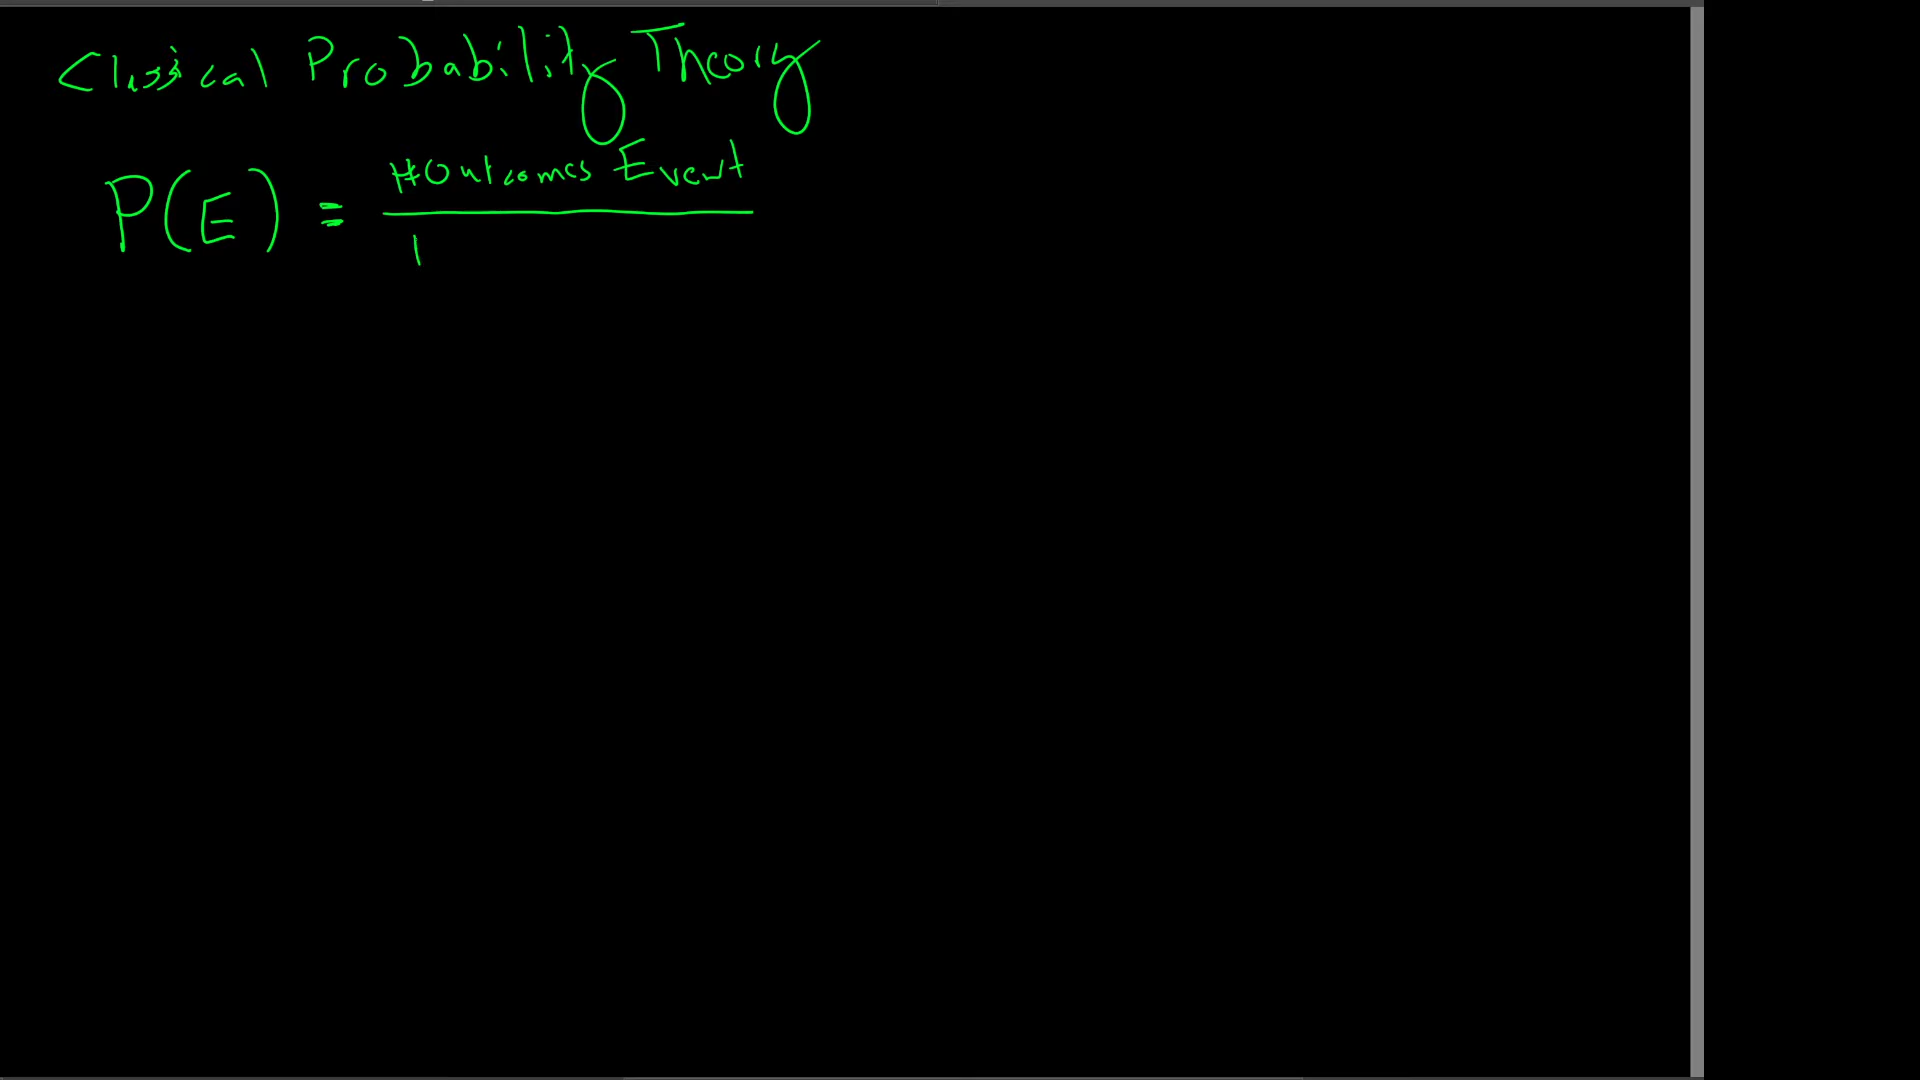 Classical Probability Theory
P(E) = #Outcomes Event